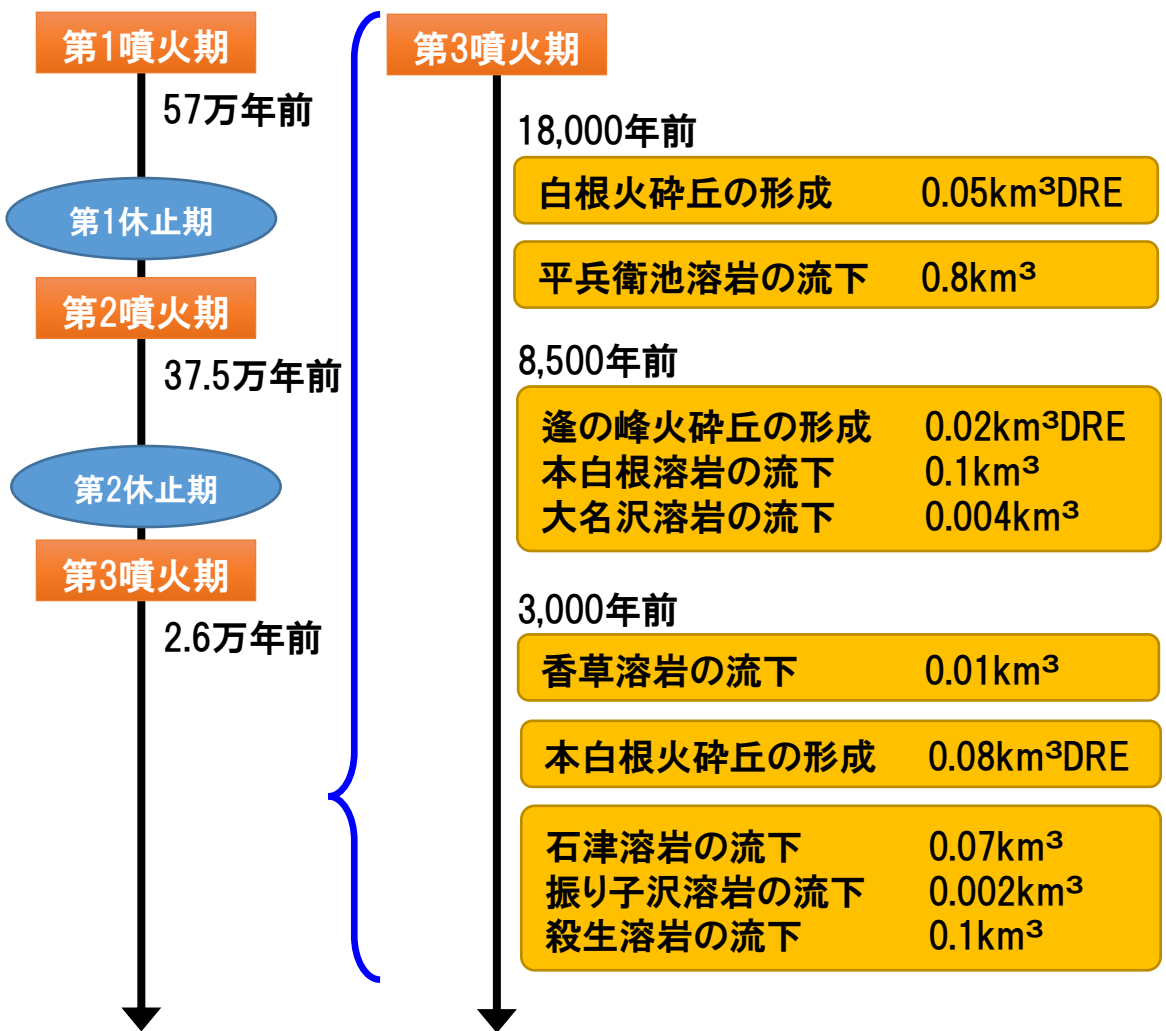 第1噴火期
57万年前
第1休止期
第2噴火期
37.5万年前
第2休止期
第3噴火期
2.6万年前
第3噴火期
18,000年前
白根火砕丘の形成 0.05km³DRE
平兵衛池溶岩の流下 0.8km³
8,500年前
逢の峰火砕丘の形成 0.02km³DRE
本白根溶岩の流下 0.1km³
大名沢溶岩の流下 0.004km³
3,000年前
香草溶岩の流下 0.01km³
本白根火砕丘の形成 0.08km³DRE
石津溶岩の流下 0.07km³
振り子沢溶岩の流下 0.002km³
殺生溶岩の流下 0.1km³